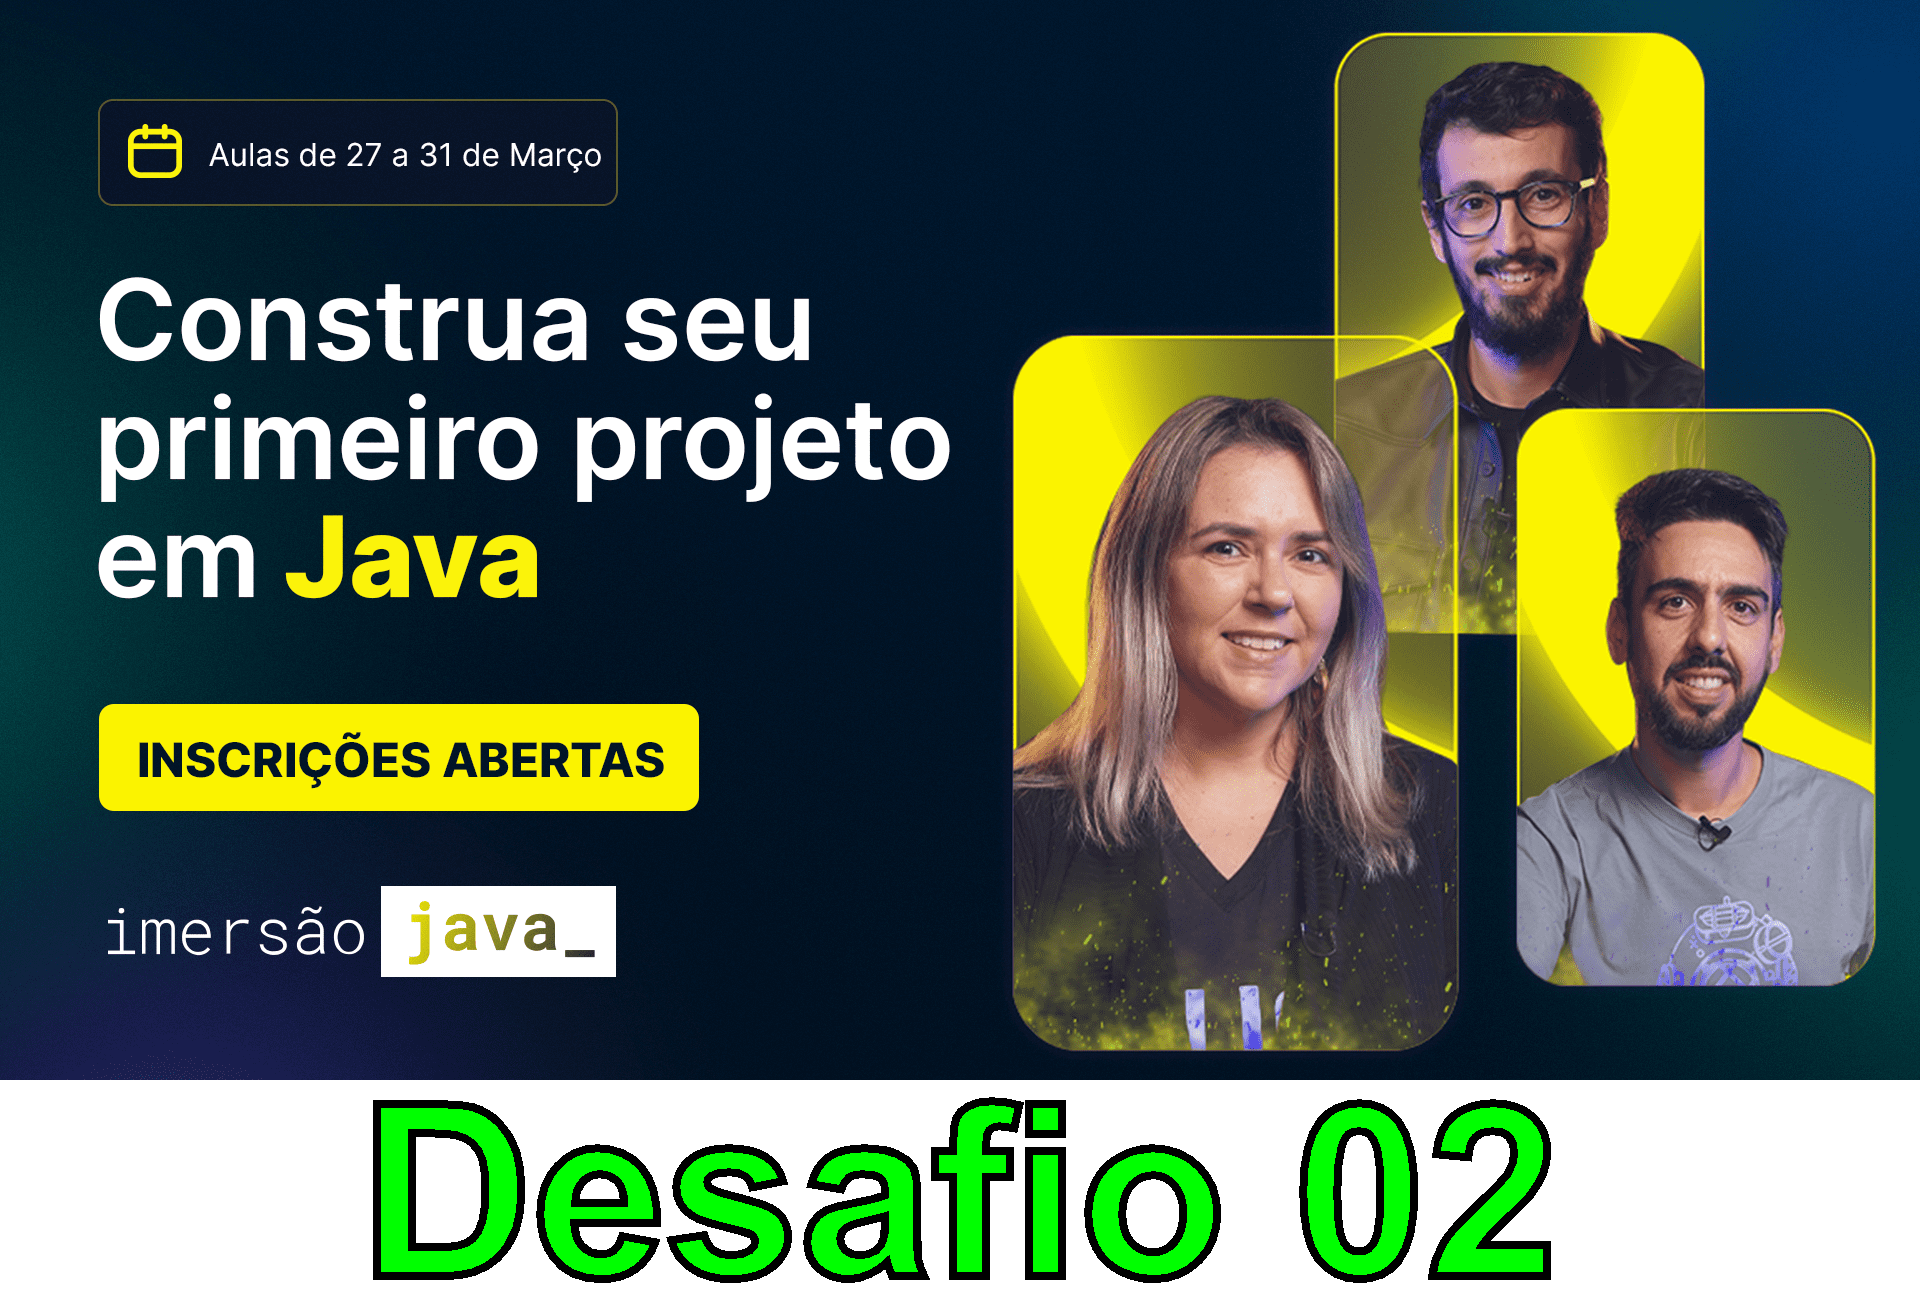 Aulas de 27 a 31 de Março
Construa seu
primeiro projeto
em Java
INSCRIÇÕES ABERTAS
imersão java_
Desafio 02